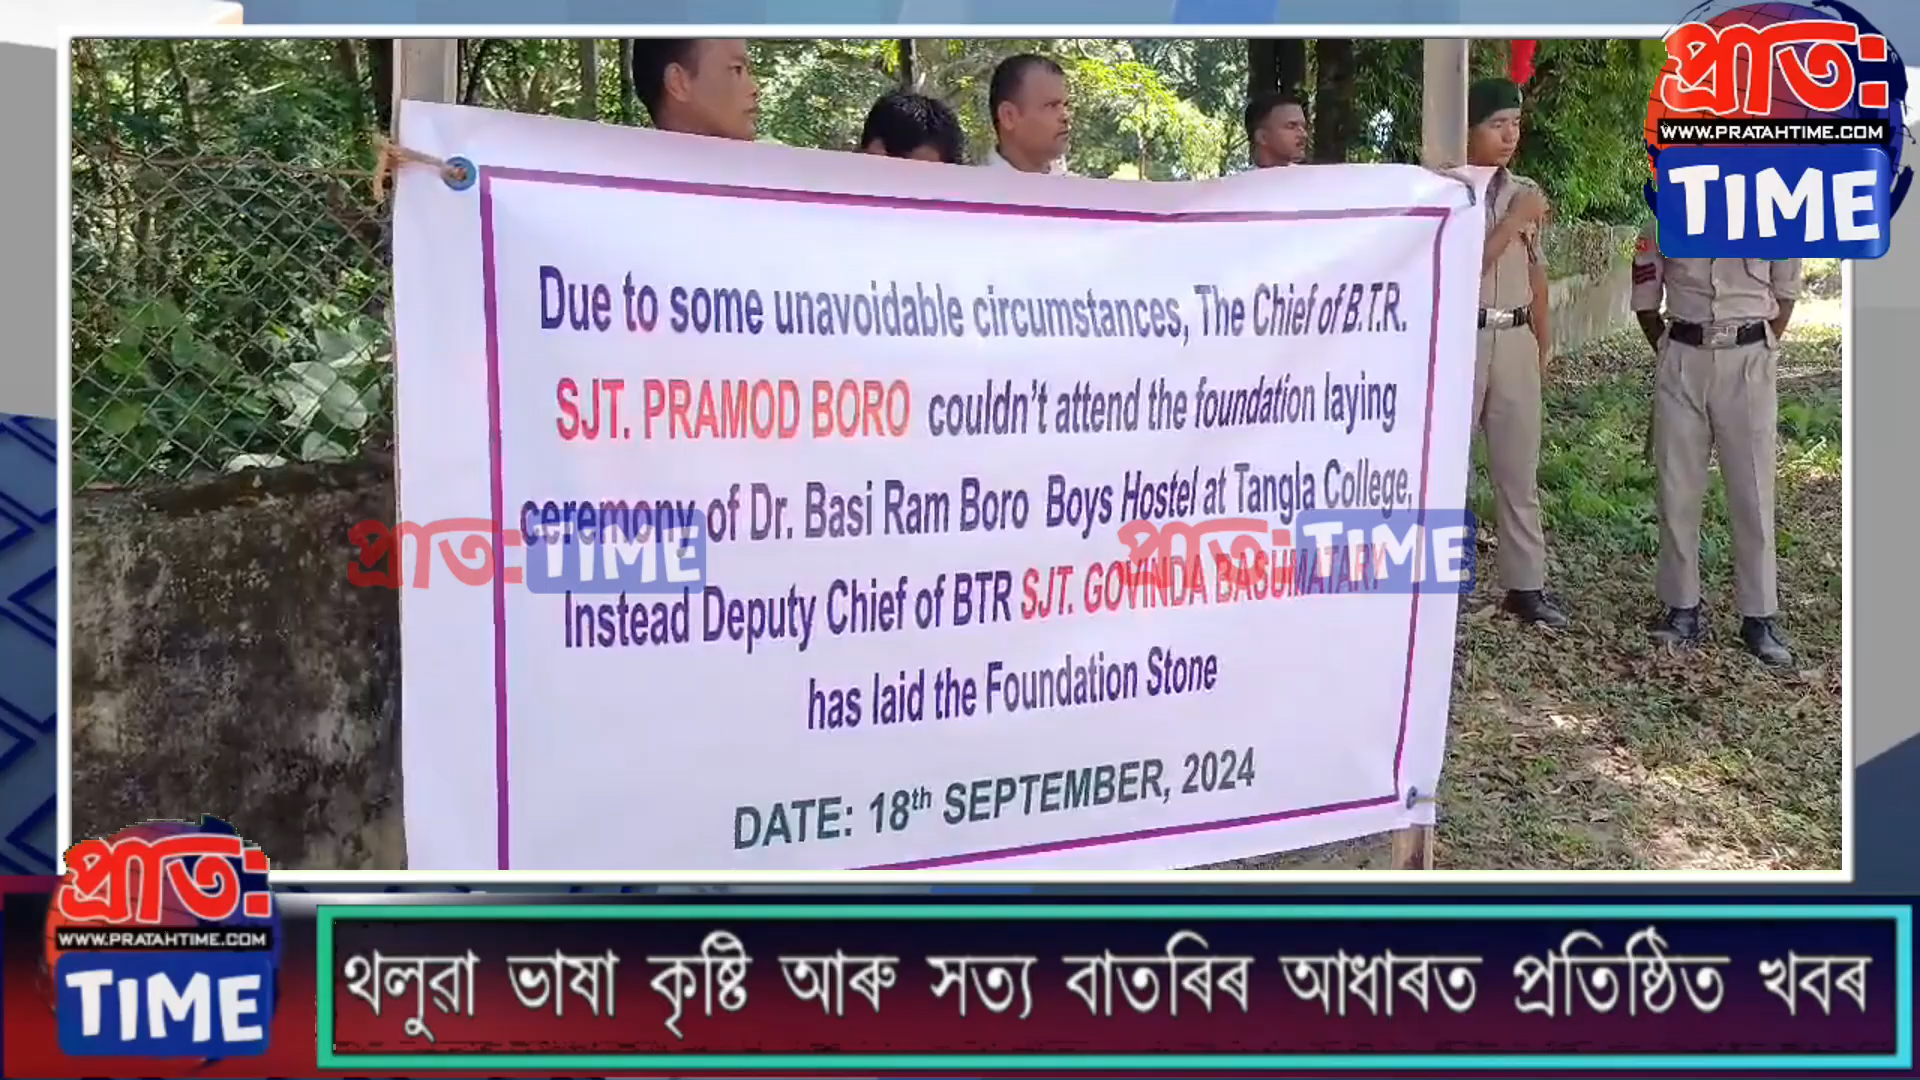 প্ৰাত:
WWW.PRATAHTIME.COM
TIME
Due to some unavoidable circumstances, The Chief of B.T.R.
SJT. PRAMOD BORO couldn't attend the foundation laying
ceremony of Dr. Basi Ram Boro Boys Hostel at Tangla College,
Instead Deputy Chief of BTR SJT. GOVINDA BASUMATARY
has laid the Foundation Stone
DATE: 18th SEPTEMBER, 2024
প্ৰাত: TIME
প্ৰাত: TIME
প্ৰাত:
WWW.PRATAHTIME.COM
TIME
থলুৱা ভাষা কৃষ্টি আৰু সত্য বাতৰিৰ আধাৰত প্ৰতিষ্ঠিত খবৰ